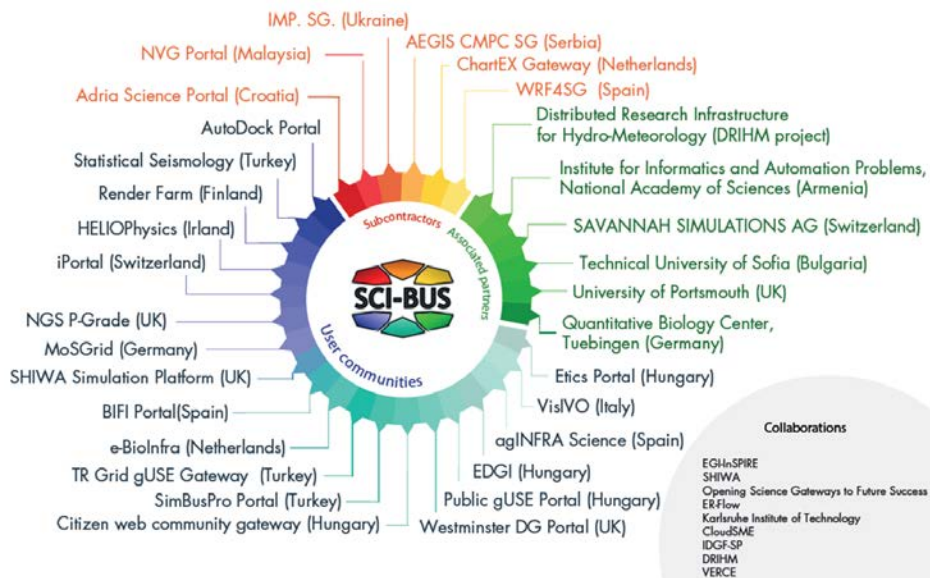 IMP. SG. (Ukraine)
NVG Portal (Malaysia)
Adria Science Portal (Croatia)
AEGIS CMPC SG (Serbia)
ChartEX Gateway (Netherlands)
WRF4SG (Spain)
Distributed Research Infrastructure
for Hydro-Meteorology (DRIHM project)
Institute for Informatics and Automation Problems,
National Academy of Sciences (Armenia)
SAVANNAH SIMULATIONS AG (Switzerland)
Technical University of Sofia (Bulgaria)
University of Portsmouth (UK)
Quantitative Biology Center,
Tuebingen (Germany)
AutoDock Portal
Statistical Seismology (Turkey)
Render Farm (Finland)
HELIOPhysics (Irland)
iPortal (Switzerland)
NGS P-Grade (UK)
MoSGrid (Germany)
SHIWA Simulation Platform (UK)
BIFI Portal(Spain)
e-BioInfra (Netherlands)
TR Grid gUSE Gateway (Turkey)
SimBusPro Portal (Turkey)
Citizen web community gateway (Hungary)
Etics Portal (Hungary)
VisIVO (Italy)
agINFRA Science (Spain)
EDGI (Hungary)
Public gUSE Portal (Hungary)
Westminster DG Portal (UK)
Subcontractors
Associated partners
User communities
SCI-BUS
Collaborations
EGI-InSPIRE
SHIWA
Opening Science Gateways to Future Success
ER-Flow
Karlsruhe Institute of Technology
CloudSME
IDGF-SP
DRIHM
VERCE